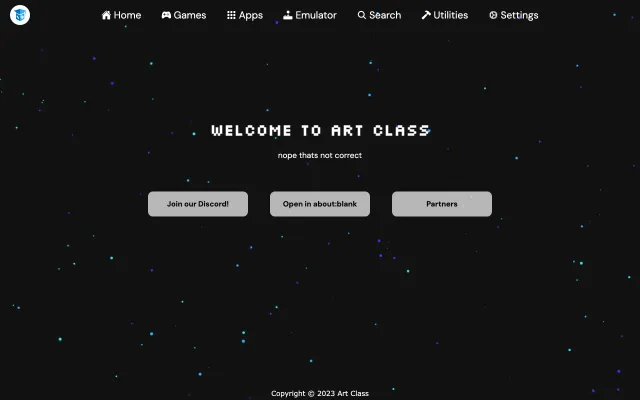 Home Games Apps Emulator Search Utilities Settings
WELCOME TO ART CLASS
nope thats not correct
Join our Discord! Open in about:blank Partners
Copyright © 2023 Art Class